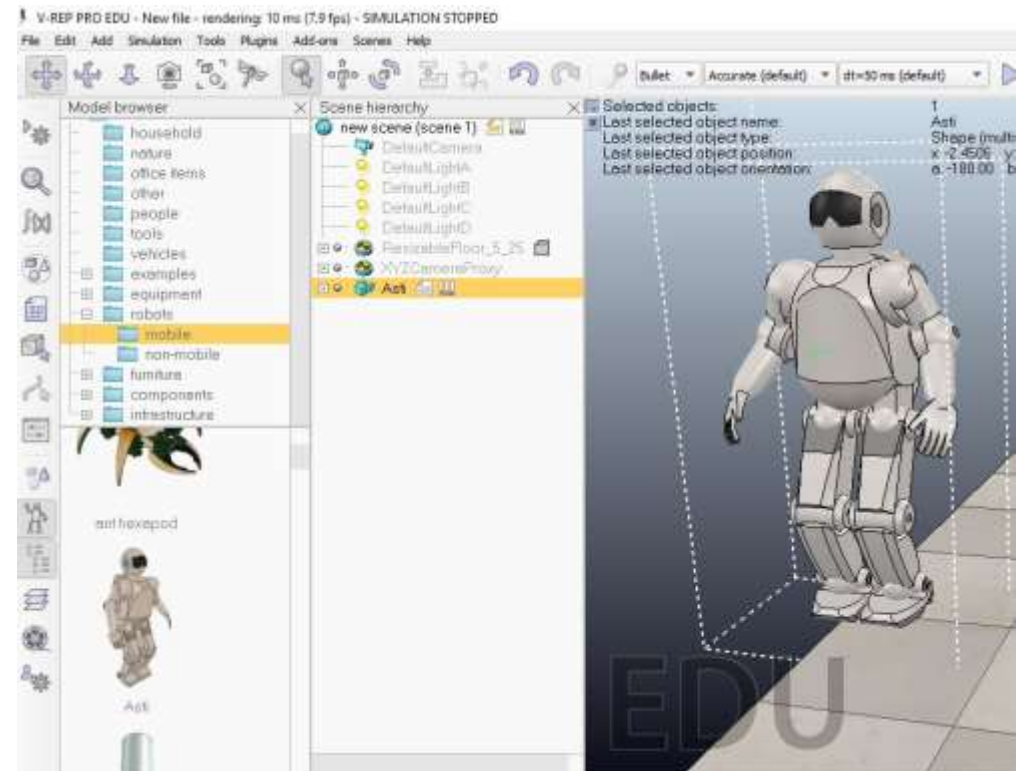 V-REP PRO EDU - New file - rendering: 10 ms (7.9 fps) - SIMULATION STOPPED
File Edit Add Simulation Tools Plugins Add-ons Scenes Help
Bullet Accurate (default) dt=50 ms (default)
Model browser
household
nature
office items
other
people
tools
vehicles
examples
equipment
robots
mobile
non-mobile
furniture
components
infrastructure
ant hexapod
Asti
Scene hierarchy
new scene (scene 1)
DefaultCamera
DefaultLightA
DefaultLightB
DefaultLightC
DefaultLightD
ResizableFloor_5_25
XYZCameraProxy
Asti
Selected objects: 1
Last selected object name: Asti
Last selected object type: Shape (mult
Last selected object position: x: -2.4506 y:
Last selected object orientation: a: -180.00 b
EDU